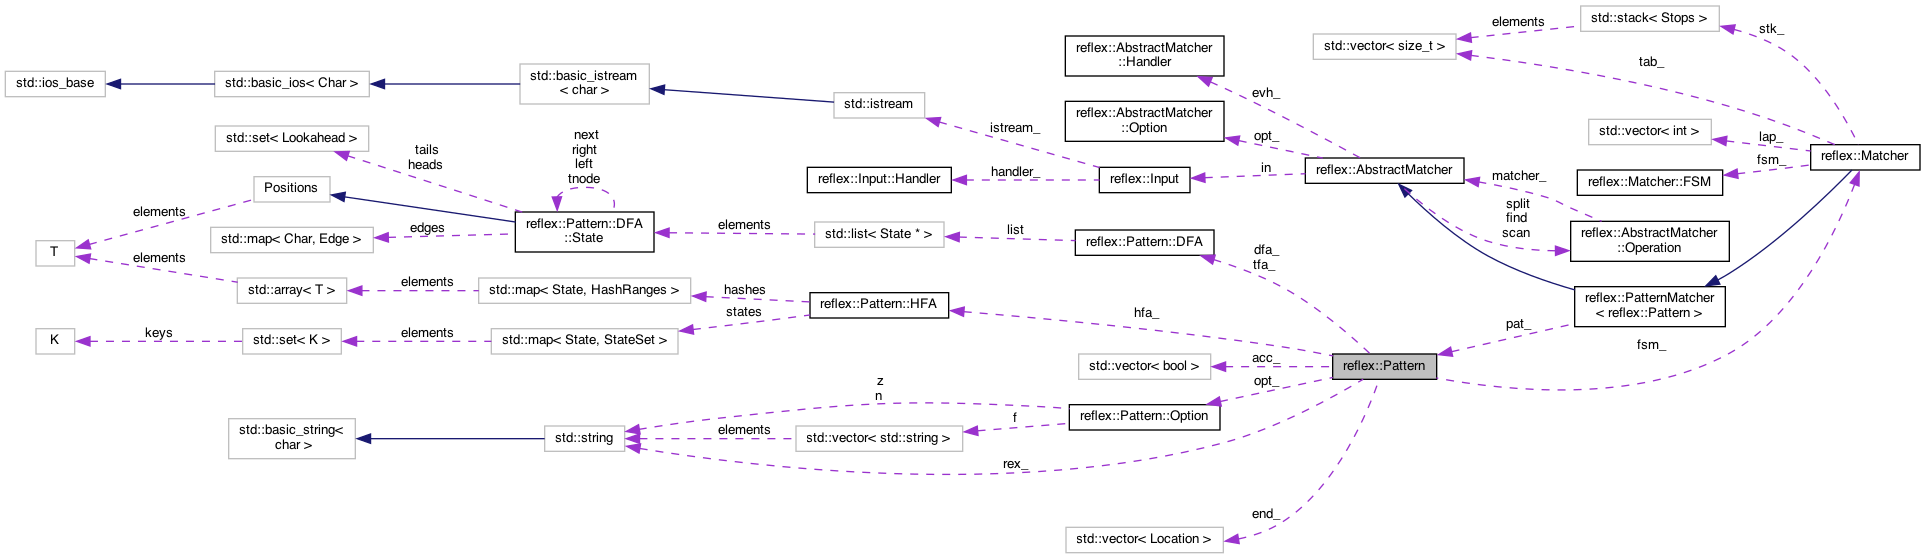 std::stack< Stops >
elements
stk_
reflex::AbstractMatcher
::Handler
std::vector< size_t >
tab_
std::ios_base
std::basic_ios< Char >
std::basic_istream
< char >
std::istream
evh_
reflex::AbstractMatcher
::Option
istream_
opt_
std::vector< int >
lap_
std::set< Lookahead >
next
right
left
tnode
tails
heads
reflex::Matcher
fsm_
reflex::Input::Handler
handler_
reflex::Input
in
reflex::AbstractMatcher
matcher_
reflex::Matcher::FSM
Positions
elements
split
find
scan
std::map< Char, Edge >
edges
reflex::Pattern::DFA
::State
elements
std::list< State * >
list
reflex::Pattern::DFA
dfa_
tfa_
reflex::AbstractMatcher
::Operation
T
elements
std::array< T >
elements
std::map< State, HashRanges >
hashes
states
reflex::Pattern::HFA
hfa_
reflex::PatternMatcher
< reflex::Pattern >
pat_
fsm_
K
keys
std::set< K >
elements
std::map< State, StateSet >
std::vector< bool >
acc_
reflex::Pattern
opt_
z
n
reflex::Pattern::Option
f
std::basic_string<
char >
std::string
elements
std::vector< std::string >
rex_
end_
std::vector< Location >